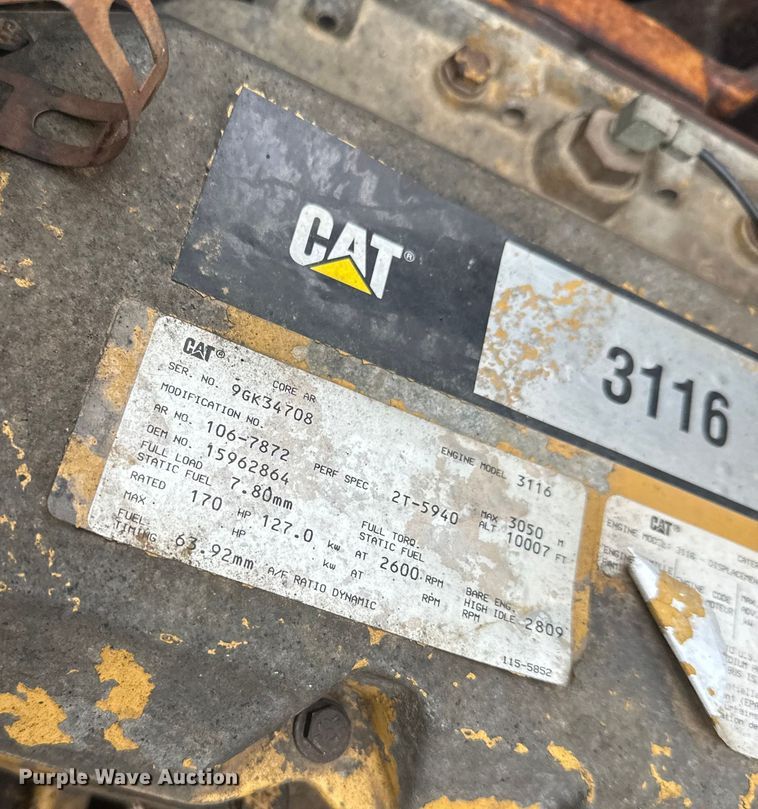 CAT®
3116
CAT®
SER. NO. 9GK34708 CORE AR
MODIFICATION NO. ENGINE MODEL 3116
AR NO. 106-7872
OEM NO. 15962864 PERF SPEC 2T-5940 MAX ALT 3050 M
10007 FT
FULL LOAD STATIC FUEL 7.80mm FULL TORQ. STATIC FUEL
RATED 170 HP 127.0 kw AT 2600 RPM BARE ENG. HIGH IDLE RPM 2809
MAX. HP kw AT RPM
FUEL TIMING 63.92mm A/F RATIO DYNAMIC RPM
115-5852
CAT®
Purple Wave Auction